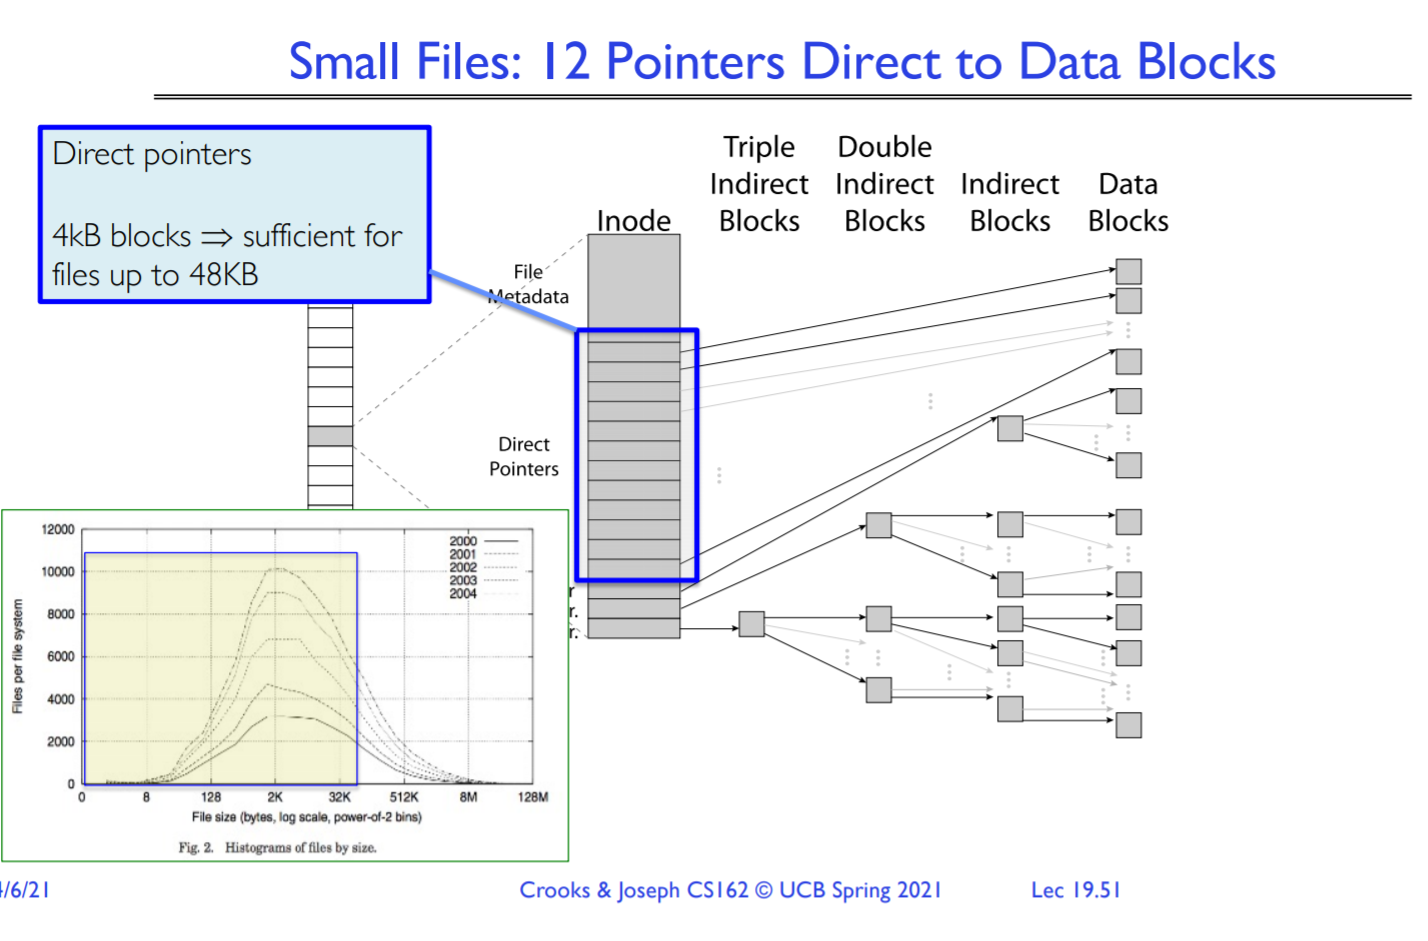 Small Files: 12 Pointers Direct to Data Blocks
Direct pointers
4kB blocks ⇒ sufficient for
files up to 48KB
Triple
Indirect
Blocks
Double
Indirect
Blocks
Indirect
Blocks
Data
Blocks
Inode
File
Metadata
Direct
Pointers
r.
r.
12000
10000
8000
6000
4000
2000
0
Files per file system
2000
2001
2002
2003
2004
0 8 128 2K 32K 512K 8M 128M
File size (bytes, log scale, power-of-2 bins)
Fig. 2. Histograms of files by size.
/6/21
Crooks & Joseph CS162 © UCB Spring 2021
Lec 19.51